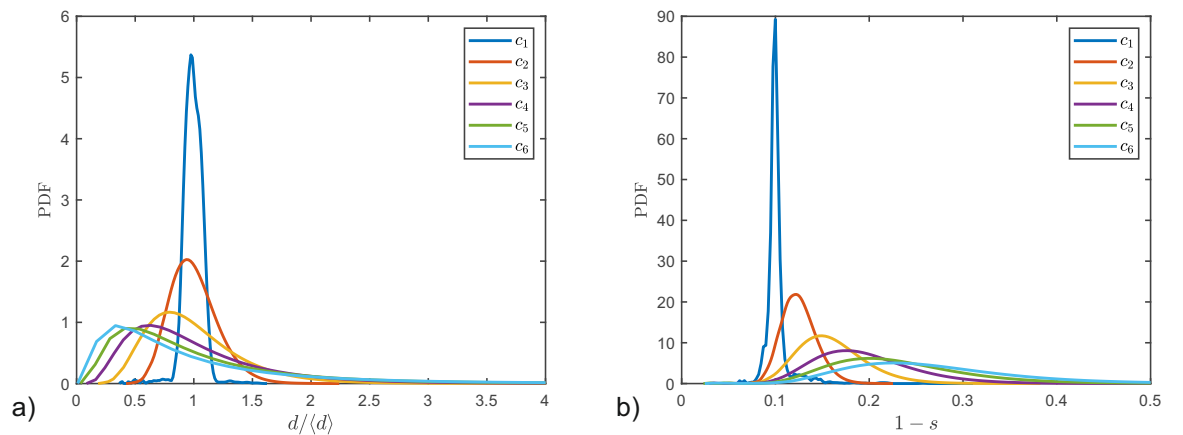 6
5
4
3
2
1
0
PDF
0
0.5
1
1.5
2
2.5
3
3.5
4
d/⟨d⟩
c₁
c₂
c₃
c₄
c₅
c₆
a)
90
80
70
60
50
40
30
20
10
0
PDF
0
0.1
0.2
0.3
0.4
0.5
1 − s
c₁
c₂
c₃
c₄
c₅
c₆
b)